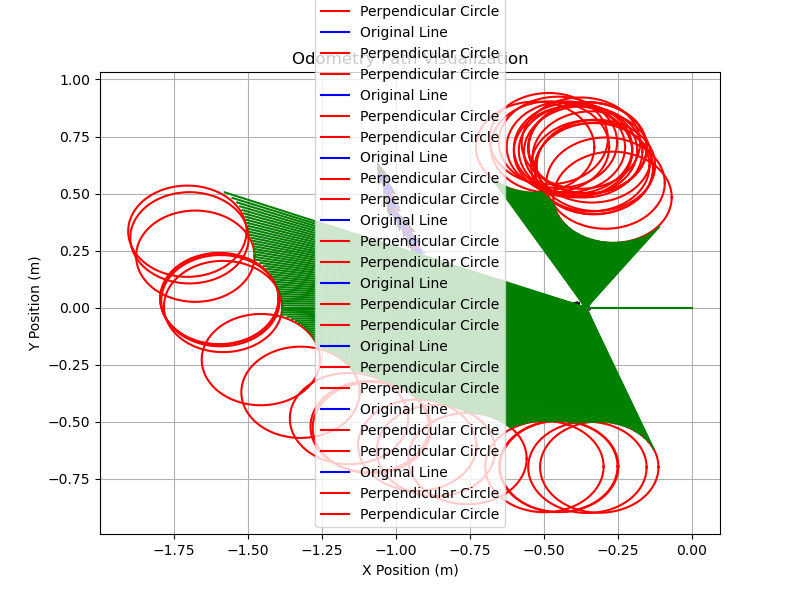 Perpendicular Circle
Original Line
Odometry Path Visualization
Perpendicular Circle
Perpendicular Circle
Original Line
Perpendicular Circle
Perpendicular Circle
Original Line
Perpendicular Circle
Perpendicular Circle
Original Line
Perpendicular Circle
Perpendicular Circle
Original Line
Perpendicular Circle
Perpendicular Circle
Original Line
Perpendicular Circle
Perpendicular Circle
Original Line
Perpendicular Circle
Perpendicular Circle
Original Line
Perpendicular Circle
Perpendicular Circle
1.00
0.75
0.50
0.25
0.00
−0.25
−0.50
−0.75
Y Position (m)
−1.75
−1.50
−1.25
−1.00
−0.75
−0.50
−0.25
0.00
X Position (m)